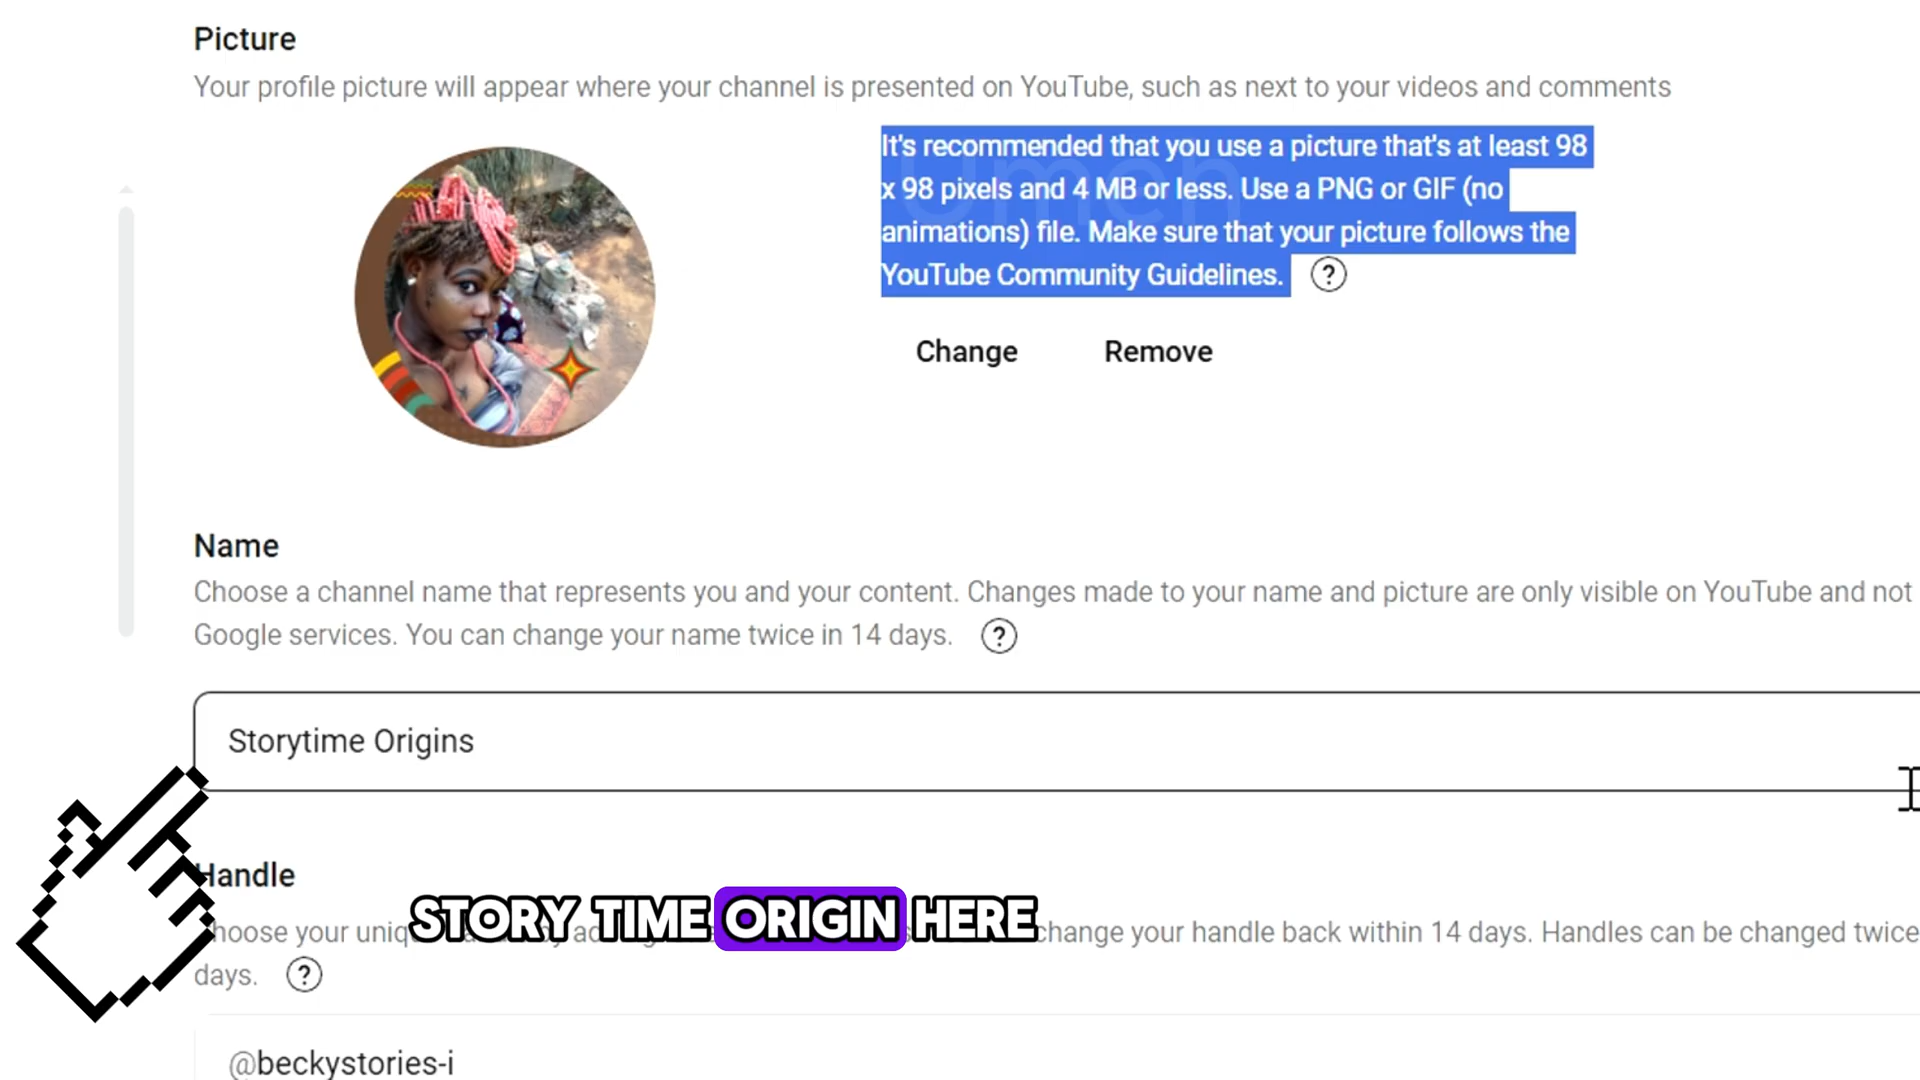 Picture
Your profile picture will appear where your channel is presented on YouTube, such as next to your videos and comments
It's recommended that you use a picture that's at least 98
x 98 pixels and 4 MB or less. Use a PNG or GIF (no
animations) file. Make sure that your picture follows the
YouTube Community Guidelines.
Umeh
Change Remove
Name
Choose a channel name that represents you and your content. Changes made to your name and picture are only visible on YouTube and not
Google services. You can change your name twice in 14 days.
Storytime Origins
Handle
STORY TIME ORIGIN HERE
hoose your change your handle back within 14 days. Handles can be changed twice
days.
@beckystories-i